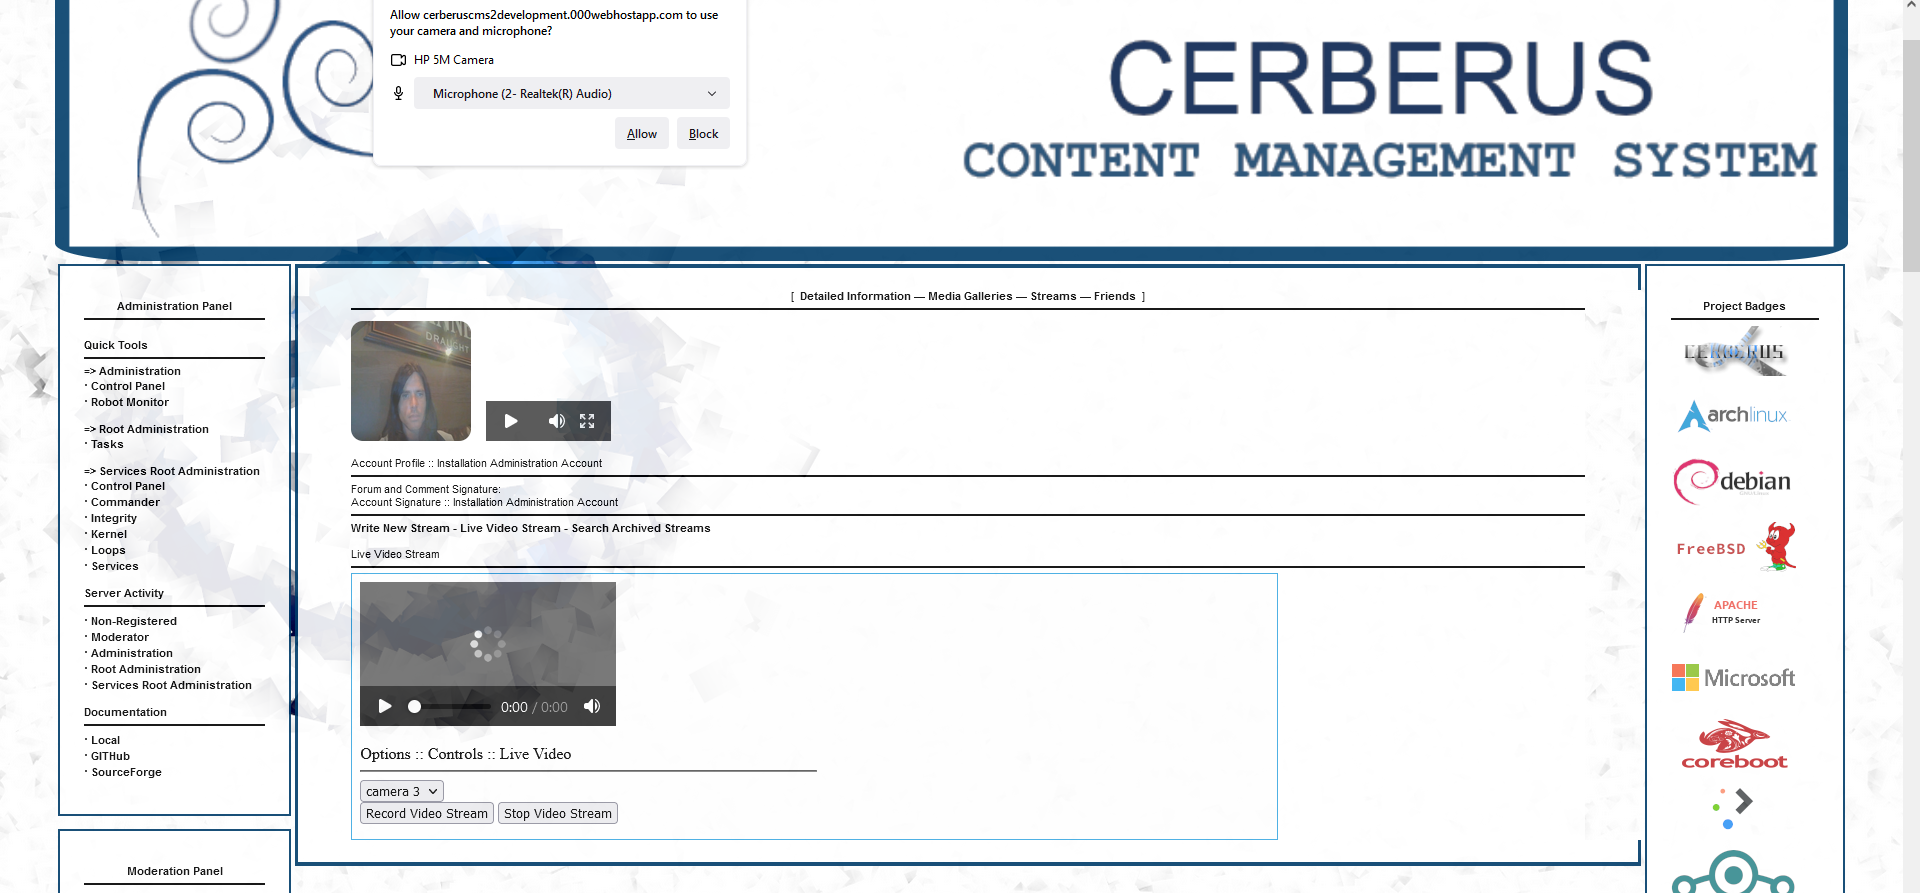 Allow cerberuscms2development.000webhostapp.com to use
your camera and microphone?
HP 5M Camera
Microphone (2- Realtek(R) Audio)
Allow Block
CERBERUS
CONTENT MANAGEMENT SYSTEM
Administration Panel
Quick Tools
=> Administration
· Control Panel
· Robot Monitor
=> Root Administration
· Tasks
=> Services Root Administration
· Control Panel
· Commander
· Integrity
· Kernel
· Loops
· Services
Server Activity
· Non-Registered
· Moderator
· Administration
· Root Administration
· Services Root Administration
Documentation
· Local
· GITHub
· SourceForge
Moderation Panel
[ Detailed Information — Media Galleries — Streams — Friends ]
DRAUGHT
Account Profile :: Installation Administration Account
Forum and Comment Signature:
Account Signature :: Installation Administration Account
Write New Stream - Live Video Stream - Search Archived Streams
Live Video Stream
0:00 / 0:00
Options :: Controls :: Live Video
camera 3
Record Video Stream Stop Video Stream
Project Badges
CERBERUS
archlinux
debian
FreeBSD
APACHE
HTTP Server
Microsoft
coreboot